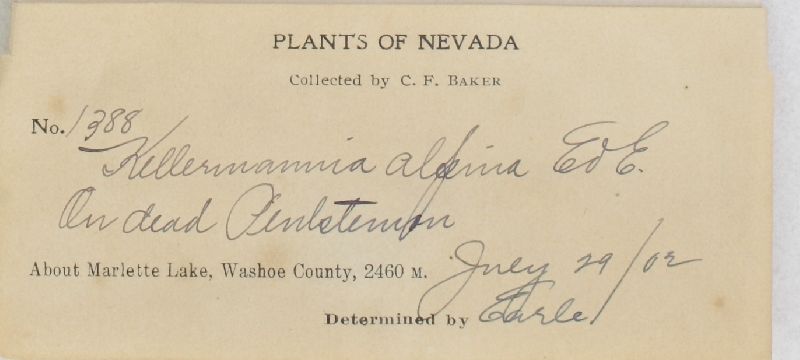 PLANTS OF NEVADA
Collected by C. F. BAKER
No. 1388
Kellermannia alpina E & E.
On dead Penstemon
About Marlette Lake, Washoe County, 2460 M. July 29/02
Determined by Earle